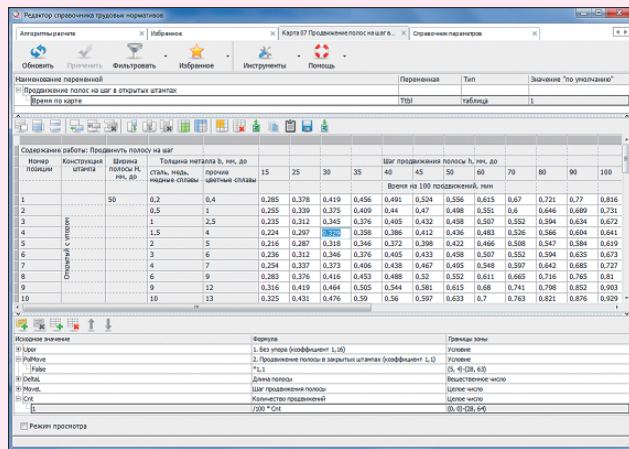 Редактор справочника трудовых нормативов
Алгоритмы расчета Избранное Карта 07 Продвижение полос на шаг в... Справочник параметров
Обновить Применить Фильтровать Избранное Инструменты Помощь
Наименование переменной Переменная Тип Значение "по умолчанию"
Продвижение полос на шаг в открытых штампах
Время по карте Ttbl таблица 1
Содержание работы: Продвинуть полосу на шаг
Номер позиции Конструкция штампа Ширина полосы H, мм, до Толщина металла b, мм, до Шаг продвижения полосы h, мм, до
сталь, медь, медные сплавы прочие цветные сплавы 15 25 30 35 40 45 50 60 70 80 90 100
Время на 100 продвижений, мин
Открытый с упором
1 50 0,2 0,4 0,285 0,378 0,419 0,456 0,491 0,524 0,556 0,615 0,67 0,721 0,77 0,816
2 0,5 1 0,255 0,339 0,375 0,409 0,44 0,47 0,498 0,551 0,6 0,646 0,689 0,731
3 1 2,5 0,235 0,312 0,345 0,376 0,405 0,432 0,458 0,507 0,552 0,594 0,634 0,672
4 1,5 4 0,224 0,297 0,329 0,358 0,386 0,412 0,436 0,483 0,526 0,566 0,604 0,641
5 2 5 0,216 0,287 0,318 0,346 0,372 0,398 0,422 0,466 0,508 0,547 0,584 0,619
6 3 6 0,236 0,312 0,346 0,376 0,405 0,433 0,458 0,507 0,552 0,594 0,635 0,673
7 4 7 0,254 0,337 0,373 0,406 0,438 0,467 0,495 0,548 0,597 0,642 0,685 0,727
8 6 9 0,283 0,376 0,416 0,453 0,488 0,52 0,552 0,611 0,665 0,716 0,765 0,81
9 9 12 0,316 0,419 0,464 0,505 0,544 0,581 0,615 0,68 0,741 0,798 0,852 0,903
10 10 13 0,325 0,431 0,476 0,59 0,56 0,597 0,633 0,7 0,763 0,821 0,876 0,929
Исходное значение Формула Границы зоны
Upor 1. Без упора (коэффициент 1,16) Условие
PolMove 2. Продвижение полосы в закрытых штампах (коэффициент 1,1) Условие
False *1,1 (5, 4)-(28, 63)
DeltaL Длина полосы Вещественное число
MoveL Шаг продвижения полосы Целое число
Cnt Количество продвижений Целое число
1 /100 * Cnt (0, 0)-(28, 64)
Режим просмотра